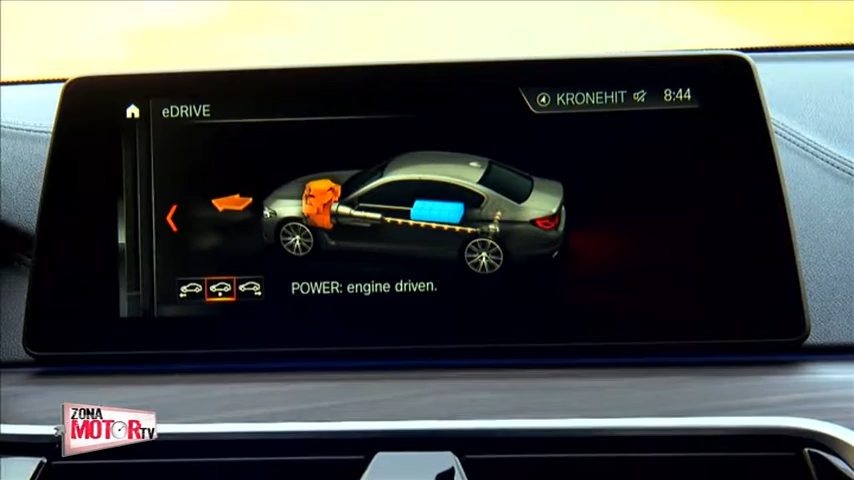 eDRIVE
KRONEHIT
8:44
POWER: engine driven.
ZONA
MOTOR TV